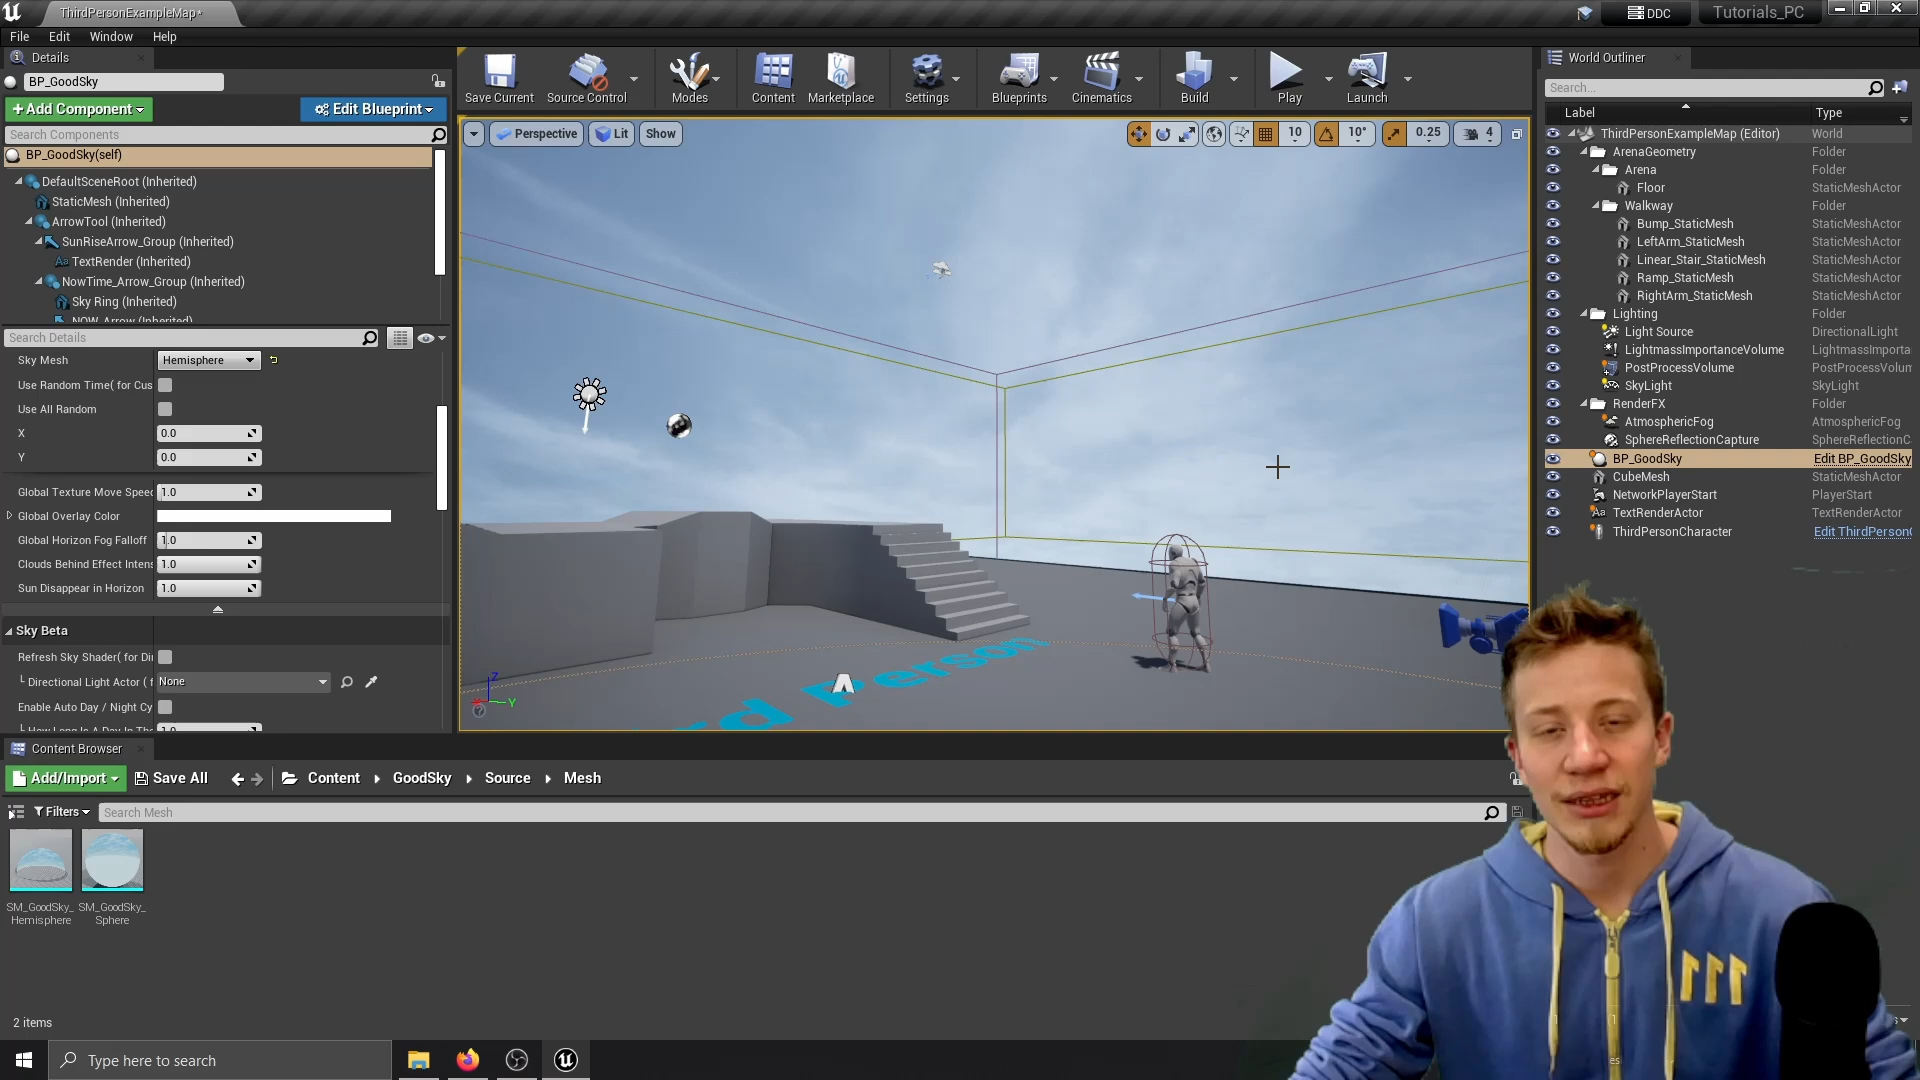 ThirdPersonExampleMap*
DDC
Tutorials_PC
File Edit Window Help
Details
BP_GoodSky
+Add Component
Edit Blueprint
Search Components
BP_GoodSky(self)
DefaultSceneRoot (Inherited)
StaticMesh (Inherited)
ArrowTool (Inherited)
SunRiseArrow_Group (Inherited)
TextRender (Inherited)
NowTime_Arrow_Group (Inherited)
Sky Ring (Inherited)
NOW_Arrow (Inherited)
Search Details
Sky Mesh Hemisphere
Use Random Time( for Cus
Use All Random
X 0.0
Y 0.0
Global Texture Move Speed 1.0
Global Overlay Color
Global Horizon Fog Falloff 1.0
Clouds Behind Effect Intens 1.0
Sun Disappear in Horizon 1.0
Sky Beta
Refresh Sky Shader( for Di
Directional Light Actor ( f None
Enable Auto Day / Night Cy
Save Current
Source Control
Modes
Content
Marketplace
Settings
Blueprints
Cinematics
Build
Play
Launch
Perspective
Lit
Show
10
10°
0.25
4
Z
Y
d Person
World Outliner
Search...
Label Type
ThirdPersonExampleMap (Editor) World
ArenaGeometry Folder
Arena Folder
Floor StaticMeshActor
Walkway Folder
Bump_StaticMesh StaticMeshActor
LeftArm_StaticMesh StaticMeshActor
Linear_Stair_StaticMesh StaticMeshActor
Ramp_StaticMesh StaticMeshActor
RightArm_StaticMesh StaticMeshActor
Lighting Folder
Light Source DirectionalLight
LightmassImportanceVolume LightmassImporta
PostProcessVolume PostProcessVolum
SkyLight SkyLight
RenderFX Folder
AtmosphericFog AtmosphericFog
SphereReflectionCapture SphereReflectionC
BP_GoodSky Edit BP_GoodSky
CubeMesh StaticMeshActor
NetworkPlayerStart PlayerStart
TextRenderActor TextRenderActor
ThirdPersonCharacter Edit ThirdPerson
Content Browser
Add/Import
Save All
Content
GoodSky
Source
Mesh
Filters
Search Mesh
SM_GoodSky_
Hemisphere
SM_GoodSky_
Sphere
2 items
Type here to search